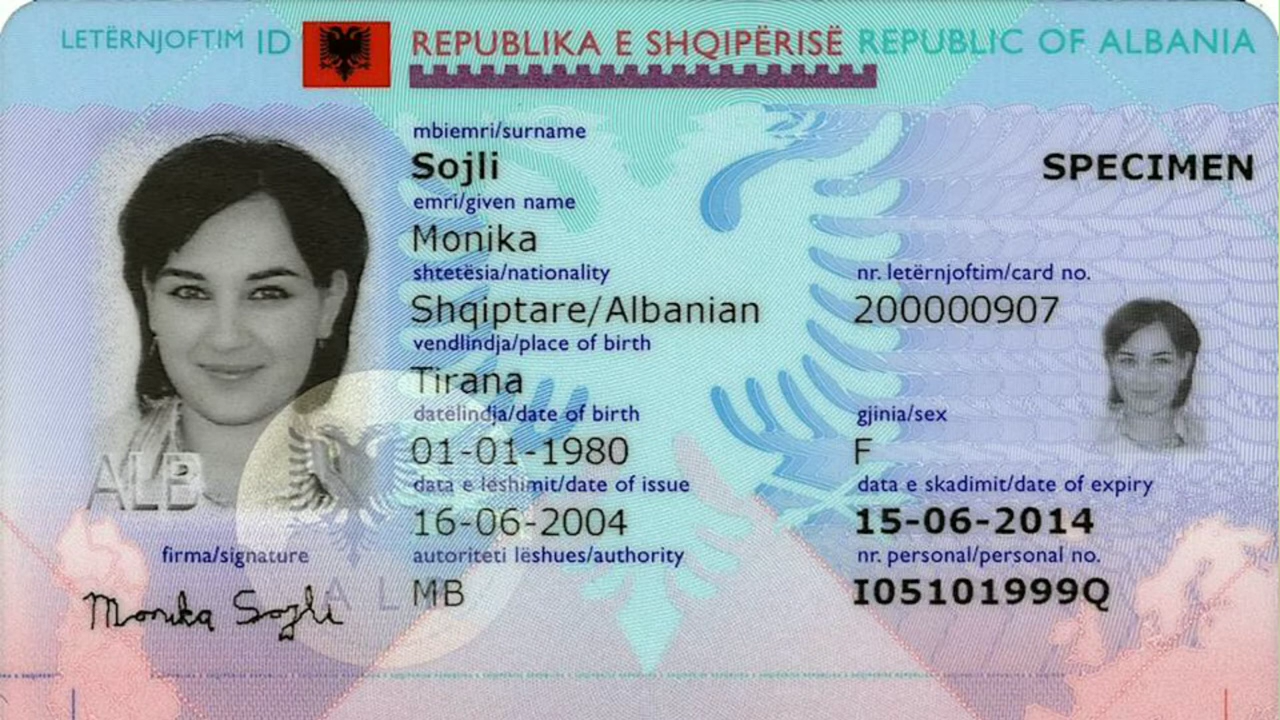 LETËRNJOFTIM ID REPUBLIKA E SHQIPËRISË REPUBLIC OF ALBANIA
mbiemri/surname
Sojli SPECIMEN
emri/given name
Monika
shtetësia/nationality nr. letërnjoftim/card no.
Shqiptare/Albanian 200000907
vendlindja/place of birth
Tirana
datëlindja/date of birth gjinia/sex
01-01-1980 F
ALB
data e lëshimit/date of issue data e skadimit/date of expiry
16-06-2004 15-06-2014
firma/signature autoriteti lëshues/authority nr. personal/personal no.
Monika Sojli MB I05101999Q